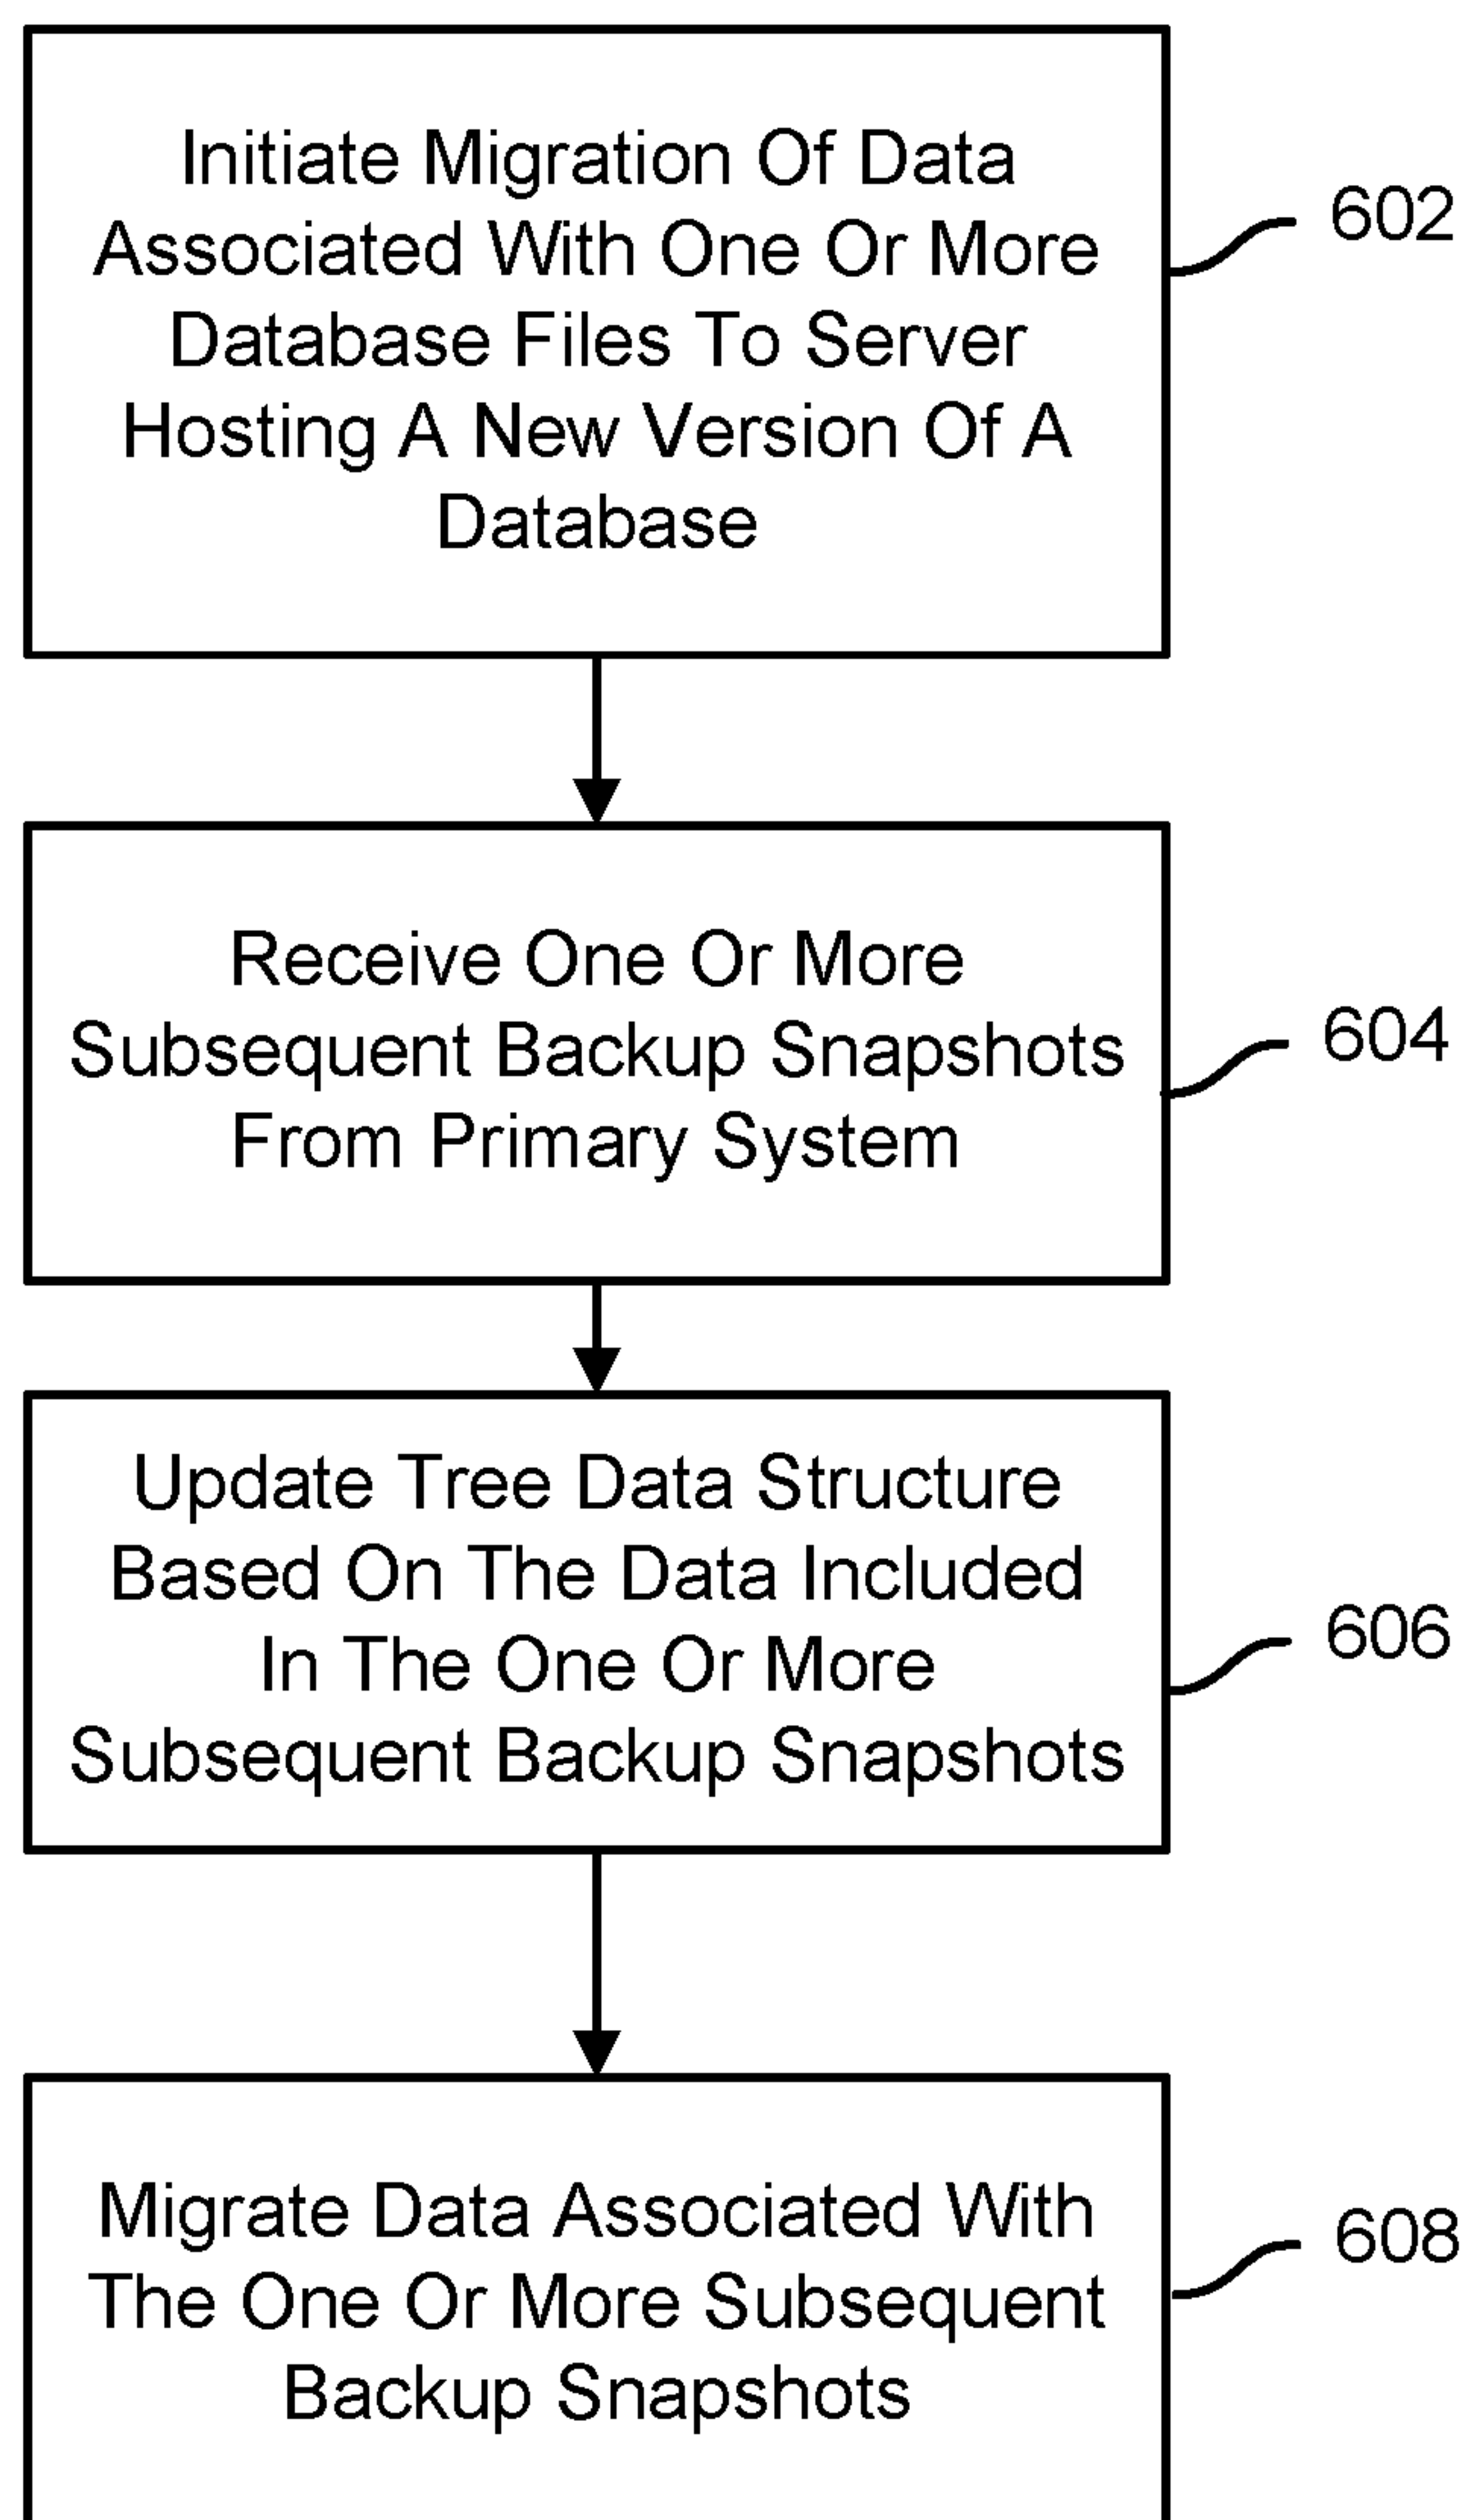 Initiate Migration Of Data
Associated With One Or More
Database Files To Server
Hosting A New Version Of A
Database
602
Receive One Or More
Subsequent Backup Snapshots
From Primary System
604
Update Tree Data Structure
Based On The Data Included
In The One Or More
Subsequent Backup Snapshots
606
Migrate Data Associated With
The One Or More Subsequent
Backup Snapshots
608